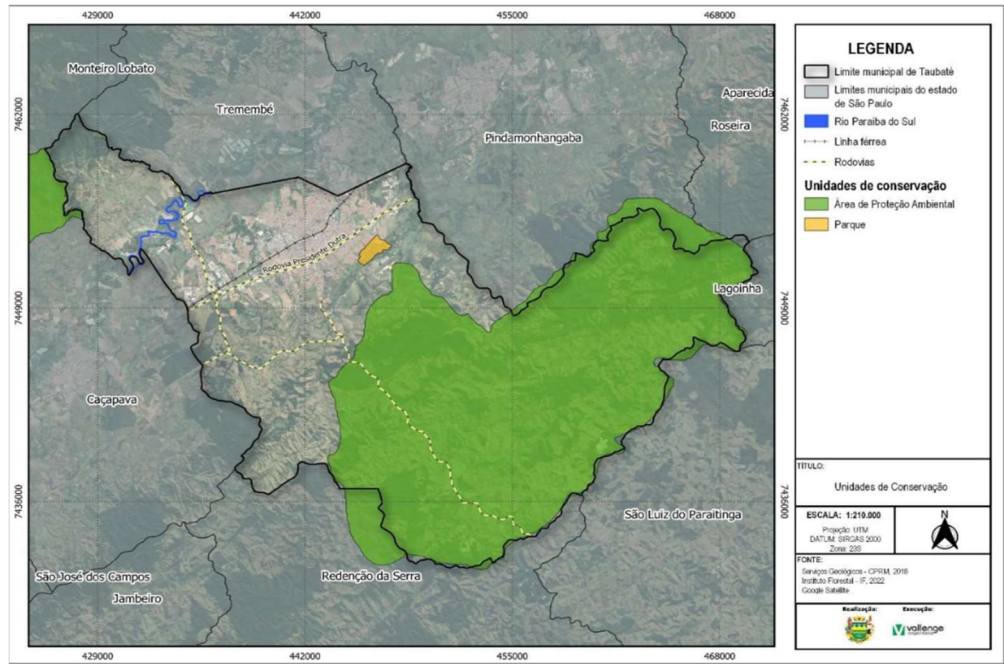 429000
442000
455000
468000
7462000
7449000
7436000
Monteiro Lobato
Tremembé
Pindamonhangaba
Aparecida
Roseira
Rodovia Presidente Dutra
Lagoinha
Caçapava
São Luiz do Paraitinga
São José dos Campos
Jambeiro
Redenção da Serra
7462000
7449000
7436000
429000
442000
455000
468000
LEGENDA
Limite municipal de Taubaté
Limites municipais do estado
de São Paulo
Rio Paraíba do Sul
Linha férrea
Rodovias
Unidades de conservação
Área de Proteção Ambiental
Parque
TÍTULO:
Unidades de Conservação
ESCALA: 1:210.000
Projeção: UTM
DATUM: SIRGAS 2000
Zona: 23S
N
FONTE:
Serviços Geológicos - CPRM, 2018
Instituto Florestal - IF, 2022
Google Satellite
Realização:
Execução:
vallenge